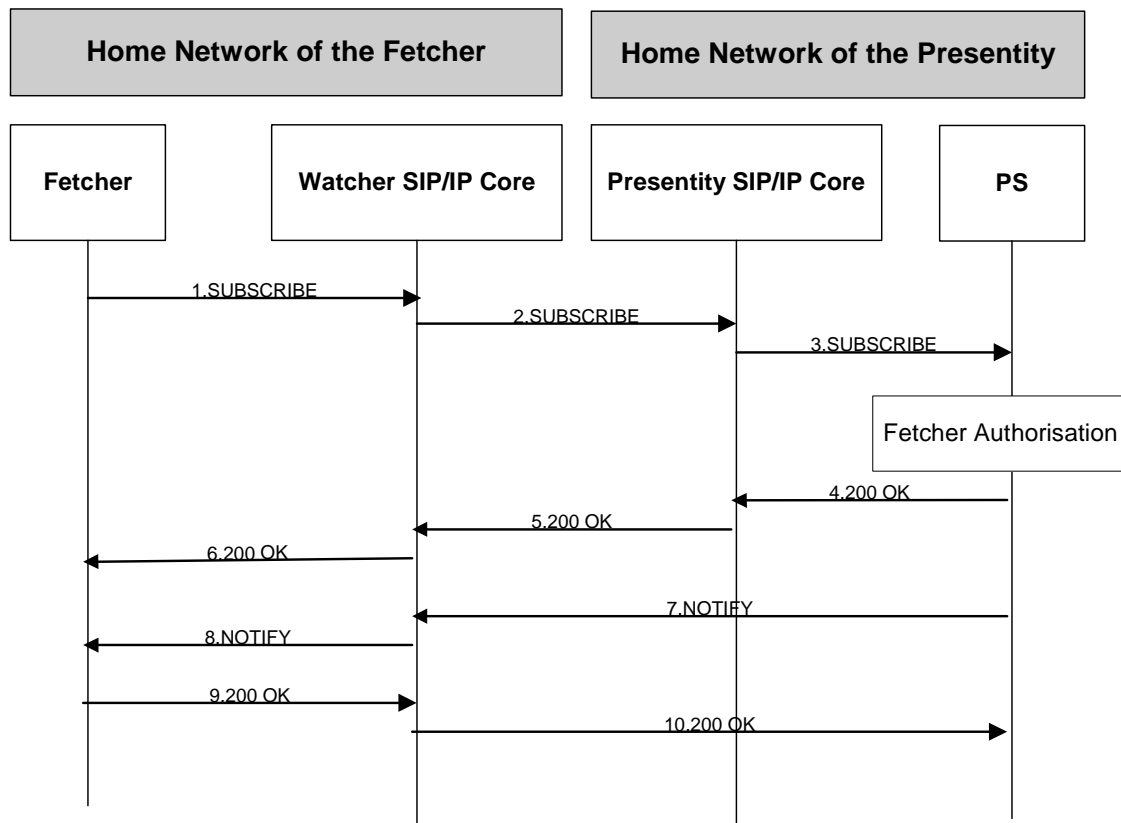 Home Network of the Fetcher
Home Network of the Presentity
Fetcher
Watcher SIP/IP Core
Presentity SIP/IP Core
PS
1.SUBSCRIBE
2.SUBSCRIBE
3.SUBSCRIBE
Fetcher Authorisation
4.200 OK
5.200 OK
6.200 OK
7.NOTIFY
8.NOTIFY
9.200 OK
10.200 OK